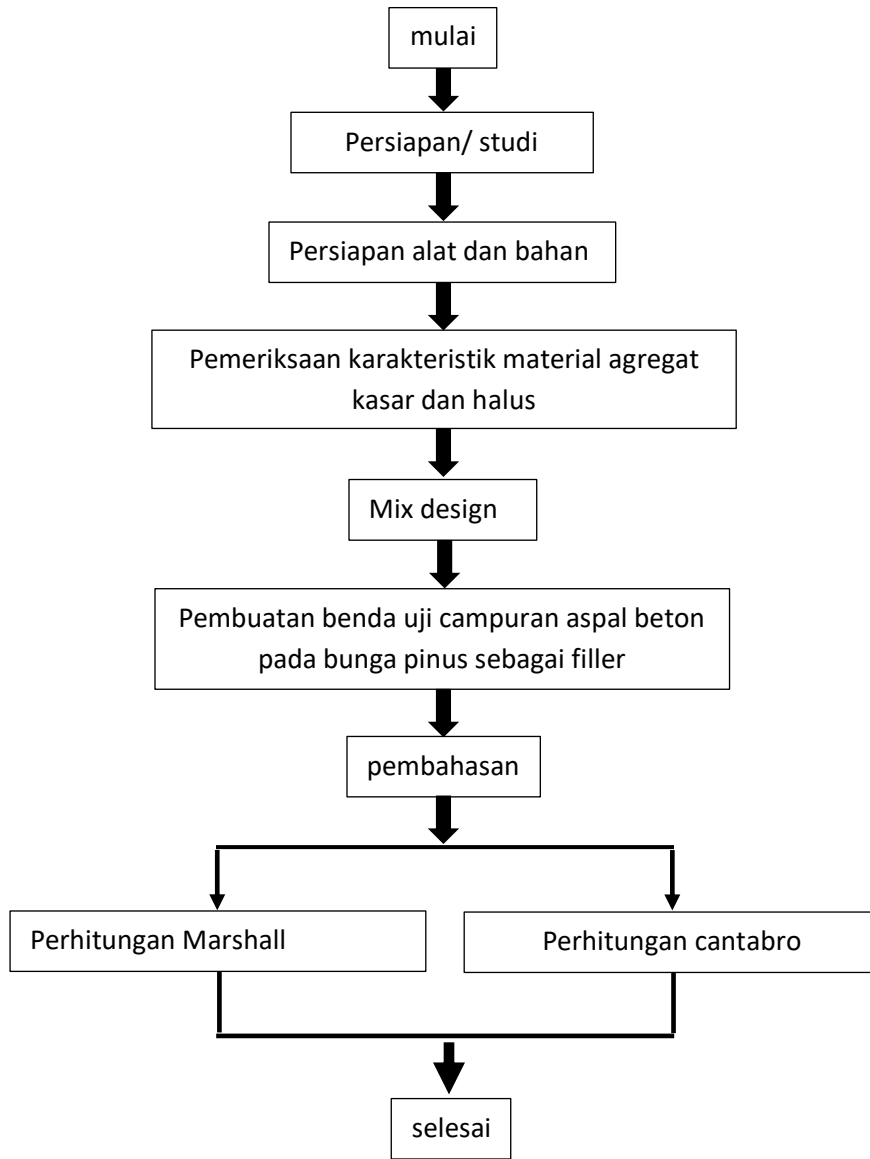 mulai
Persiapan/ studi
Persiapan alat dan bahan
Pemeriksaan karakteristik material agregat
kasar dan halus
Mix design
Pembuatan benda uji campuran aspal beton
pada bunga pinus sebagai filler
pembahasan
Perhitungan Marshall
Perhitungan cantabro
selesai